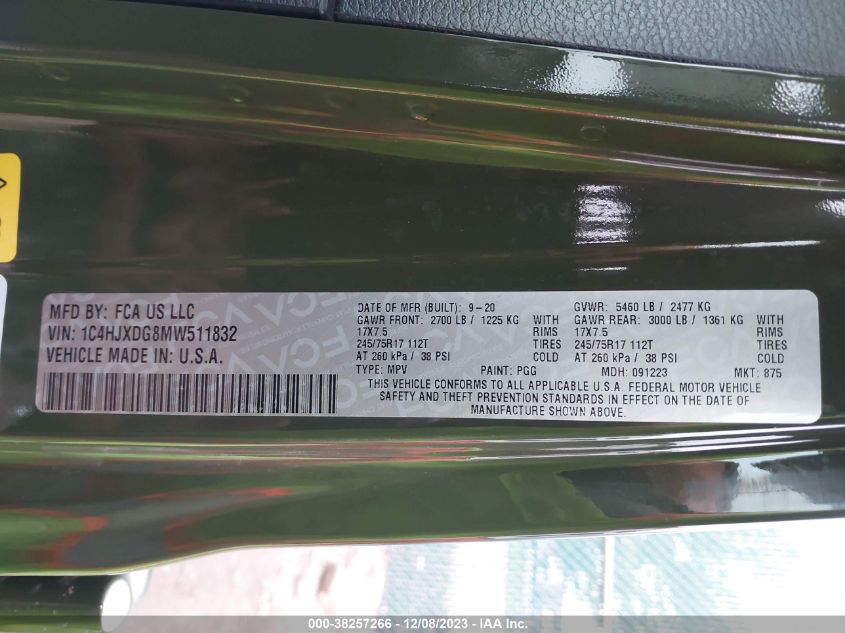 MFD BY: FCA US LLC
VIN: 1C4HJXDG8MW511832
VEHICLE MADE IN: U.S.A.
DATE OF MFR (BUILT): 9-20
GAWR FRONT: 2700 LB / 1225 KG WITH
17X7.5 RIMS
245/75R17 112T TIRES
AT 260 kPa / 38 PSI COLD
GVWR: 5460 LB / 2477 KG
GAWR REAR: 3000 LB / 1361 KG WITH
17X7.5 RIMS
245/75R17 112T TIRES
AT 260 kPa / 38 PSI COLD
TYPE: MPV PAINT: PGG MDH: 091223 MKT: 875
THIS VEHICLE CONFORMS TO ALL APPLICABLE U.S.A. FEDERAL MOTOR VEHICLE
SAFETY AND THEFT PREVENTION STANDARDS IN EFFECT ON THE DATE OF
MANUFACTURE SHOWN ABOVE.
000-38257266 - 12/08/2023 - © IAA Inc.